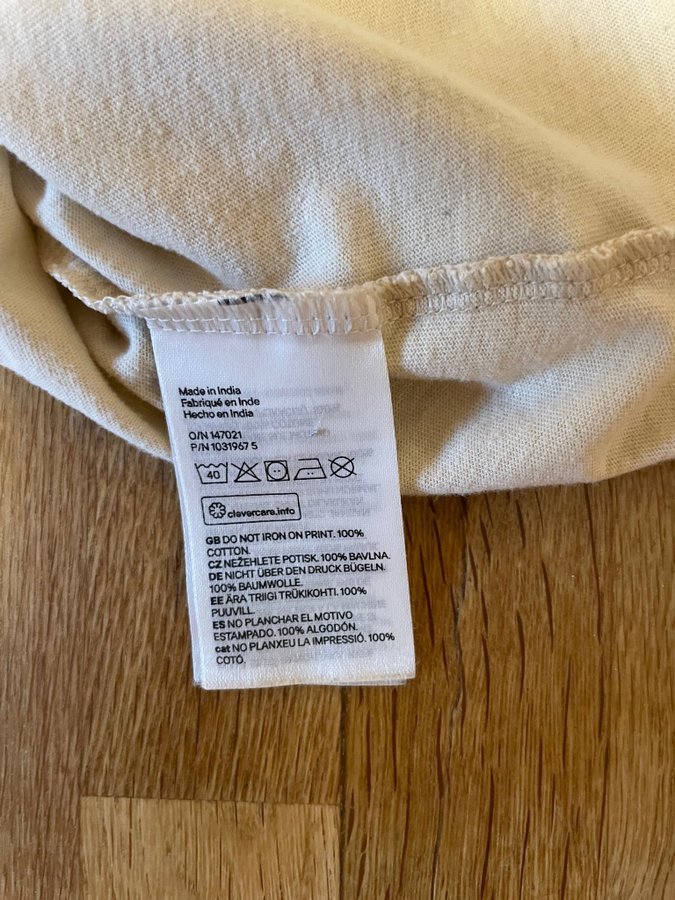 Made in India
Fabriqué en Inde
Hecho en India
O/N 147021
P/N 1031967 5
40
clevercare.info
GB DO NOT IRON ON PRINT. 100%
COTTON.
CZ NEŽEHLETE POTISK. 100% BAVLNA.
DE NICHT ÜBER DEN DRUCK BÜGELN.
100% BAUMWOLLE.
EE ÄRA TRIIGI TRÜKIKOHTI. 100%
PUUVILL.
ES NO PLANCHAR EL MOTIVO
ESTAMPADO. 100% ALGODÓN.
cat NO PLANXEU LA IMPRESSIÓ. 100%
COTÓ.